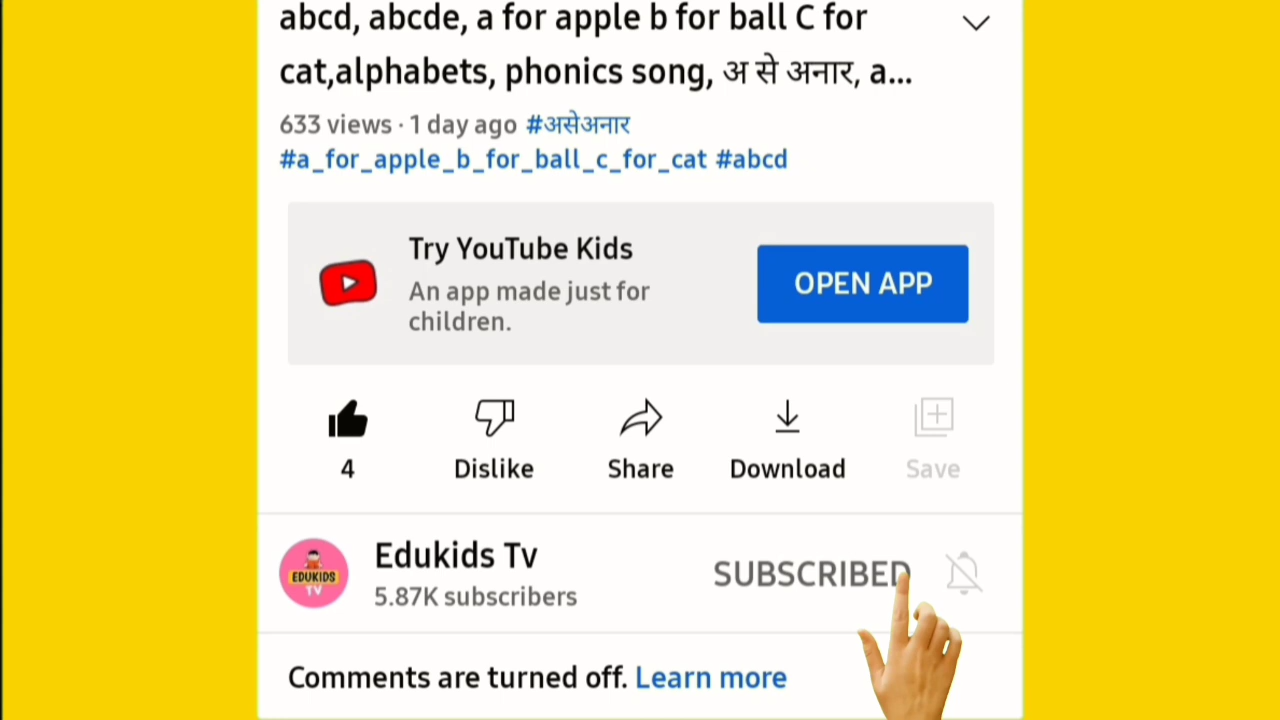 abcd, abcde, a for apple b for ball C for
cat,alphabets, phonics song, अ से अनार, a...
633 views · 1 day ago #असेअनार
#a_for_apple_b_for_ball_c_for_cat #abcd
Try YouTube Kids
An app made just for
children.
OPEN APP
4
Dislike
Share
Download
Save
EDUKIDS
TV
Edukids Tv
5.87K subscribers
SUBSCRIBED
Comments are turned off. Learn more